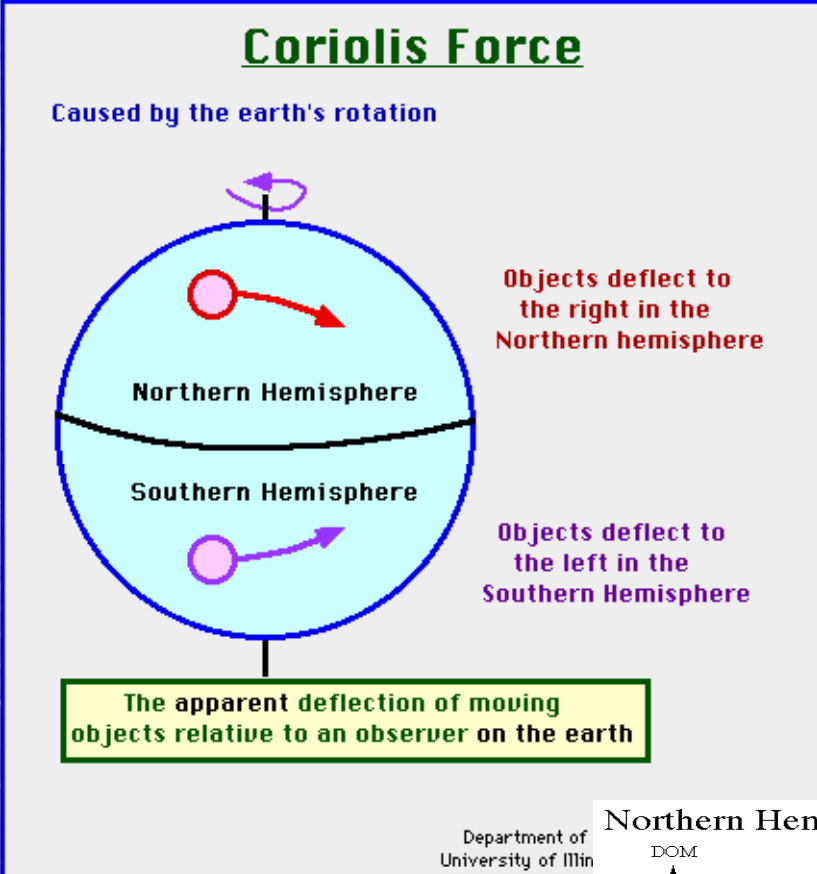 Coriolis Force
Caused by the earth's rotation
Objects deflect to
the right in the
Northern hemisphere
Northern Hemisphere
Southern Hemisphere
Objects deflect to
the left in the
Southern Hemisphere
The apparent deflection of moving
objects relative to an observer on the earth
Department of
University of
Northern
DOM